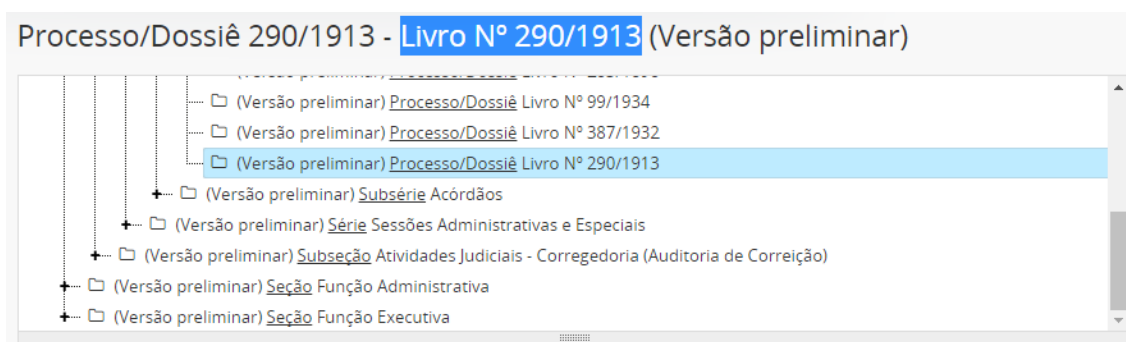 Processo/Dossiê 290/1913 - Livro Nº 290/1913 (Versão preliminar)
(Versão preliminar) Processo/Dossiê Livro Nº 99/1934
(Versão preliminar) Processo/Dossiê Livro Nº 387/1932
(Versão preliminar) Processo/Dossiê Livro Nº 290/1913
(Versão preliminar) Subsérie Acórdãos
(Versão preliminar) Série Sessões Administrativas e Especiais
(Versão preliminar) Subseção Atividades Judiciais - Corregedoria (Auditoria de Correição)
(Versão preliminar) Seção Função Administrativa
(Versão preliminar) Seção Função Executiva